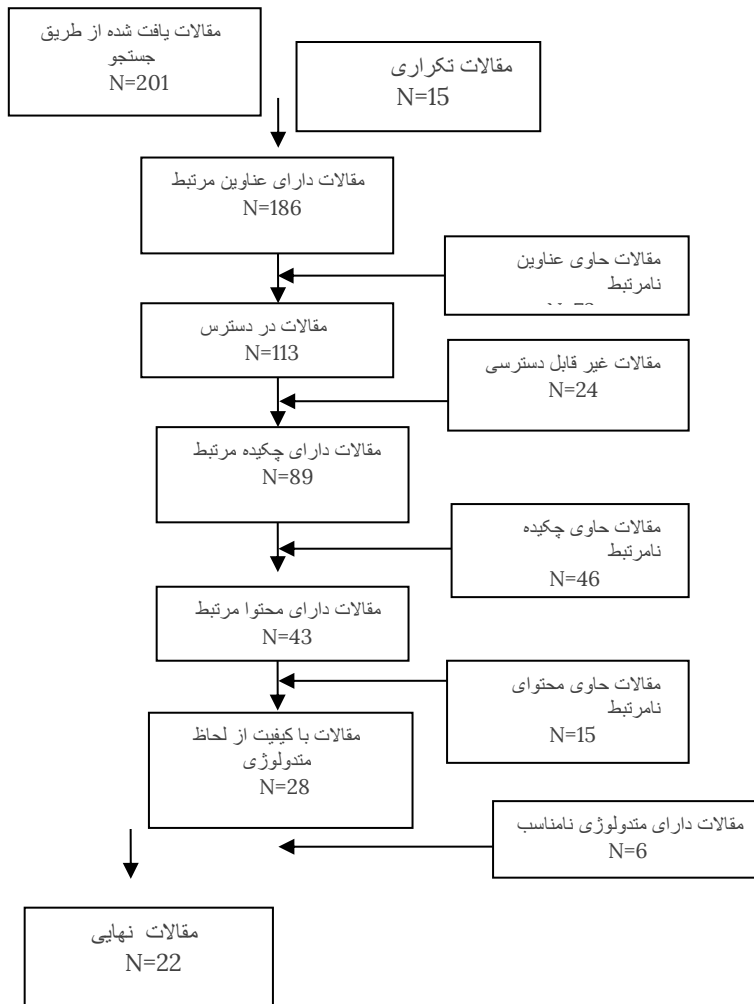 مقالات یافت شده از طریق
جستجو
N=201
مقالات تکراری
N=15
مقالات دارای عناوین مرتبط
N=186
مقالات حاوی عناوین
نامرتبط
مقالات در دسترس
N=113
مقالات غیر قابل دسترسی
N=24
مقالات دارای چکیده مرتبط
N=89
مقالات حاوی چکیده
نامرتبط
N=46
مقالات دارای محتوا مرتبط
N=43
مقالات حاوی محتوای
نامرتبط
N=15
مقالات با کیفیت از لحاظ
متدولوژی
N=28
مقالات دارای متدولوژی نامناسب
N=6
مقالات نهایی
N=22